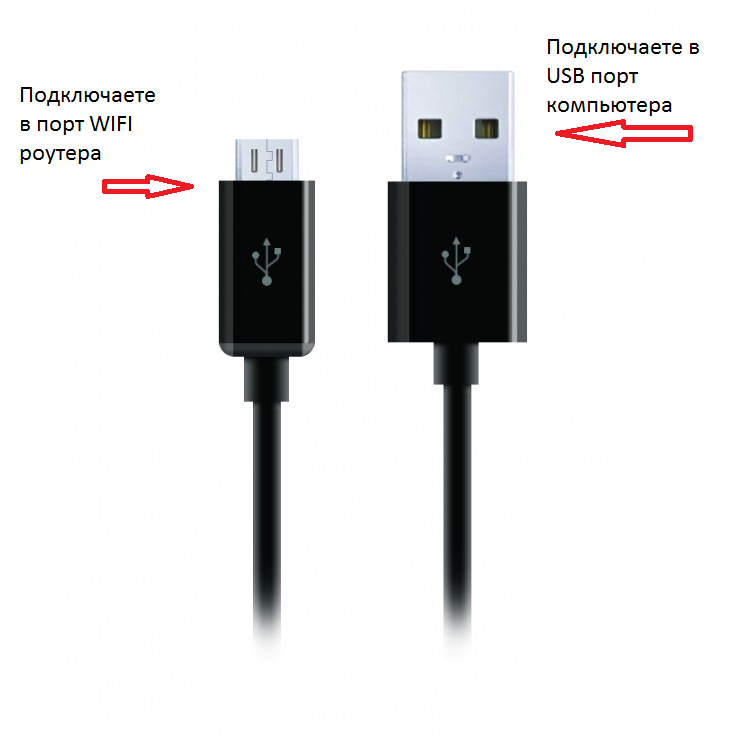 Подключаете
в порт WIFI
роутера
Подключаете в
USB порт
компьютера